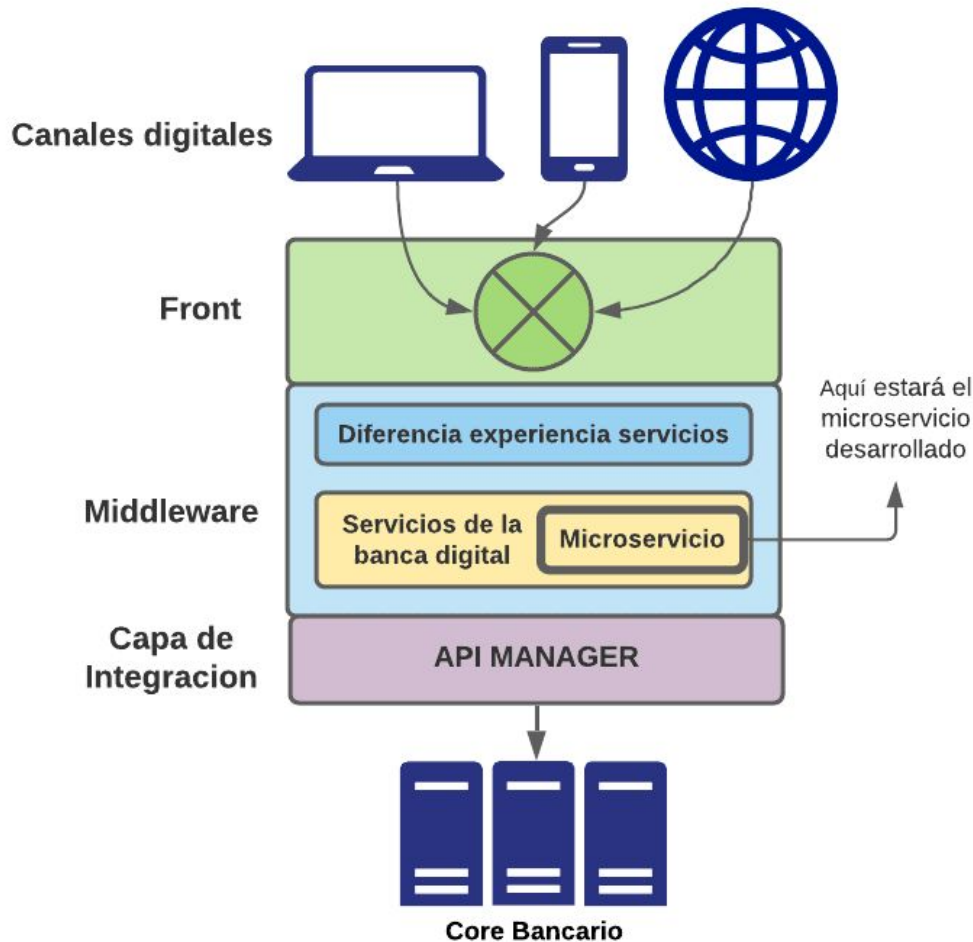 Canales digitales
Front
Aquí estará el
microservicio
desarrollado
Diferencia experiencia servicios
Middleware
Servicios de la
banca digital
Microservicio
Capa de
Integracion
API MANAGER
Core Bancario